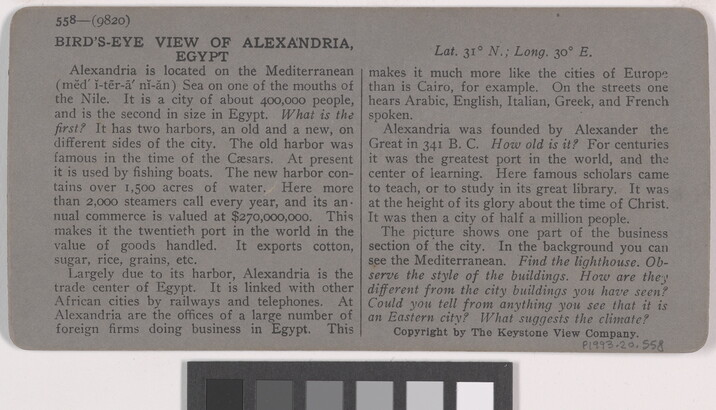 558—(9820)
BIRD'S-EYE VIEW OF ALEXANDRIA,
EGYPT
Alexandria is located on the Mediterranean
(mĕd´ ĭ-tĕr-ā´ nĭ-ăn) Sea on one of the mouths of
the Nile. It is a city of about 400,000 people,
and is the second in size in Egypt. What is the
first? It has two harbors, an old and a new, on
different sides of the city. The old harbor was
famous in the time of the Cæsars. At present
it is used by fishing boats. The new harbor con-
tains over 1,500 acres of water. Here more
than 2,000 steamers call every year, and its an-
nual commerce is valued at $270,000,000. This
makes it the twentieth port in the world in the
value of goods handled. It exports cotton,
sugar, rice, grains, etc.
Largely due to its harbor, Alexandria is the
trade center of Egypt. It is linked with other
African cities by railways and telephones. At
Alexandria are the offices of a large number of
foreign firms doing business in Egypt. This
Lat. 31° N.; Long. 30° E.
makes it much more like the cities of Europe
than is Cairo, for example. On the streets one
hears Arabic, English, Italian, Greek, and French
spoken.
Alexandria was founded by Alexander the
Great in 341 B. C. How old is it? For centuries
it was the greatest port in the world, and the
center of learning. Here famous scholars came
to teach, or to study in its great library. It was
at the height of its glory about the time of Christ.
It was then a city of half a million people.
The picture shows one part of the business
section of the city. In the background you can
see the Mediterranean. Find the lighthouse. Ob-
serve the style of the buildings. How are they
different from the city buildings you have seen?
Could you tell from anything you see that it is
an Eastern city? What suggests the climate?
Copyright by The Keystone View Company.
P1993.20.558